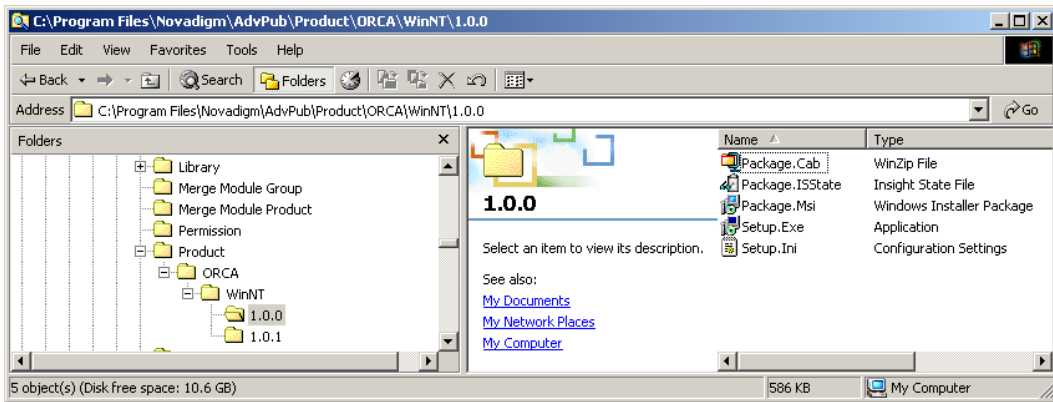 C:\Program Files\Novadigm\AdvPub\Product\ORCA\WinNT\1.0.0
File Edit View Favorites Tools Help
Back Search Folders
Address C:\Program Files\Novadigm\AdvPub\Product\ORCA\WinNT\1.0.0 Go
Folders
Library
Merge Module Group
Merge Module Product
Permission
Product
ORCA
WinNT
1.0.0
1.0.1
1.0.0
Select an item to view its description.
See also:
My Documents
My Network Places
My Computer
Name Type
Package.Cab WinZip File
Package.ISState Insight State File
Package.Msi Windows Installer Package
Setup.Exe Application
Setup.Ini Configuration Settings
5 object(s) (Disk free space: 10.6 GB) 586 KB My Computer